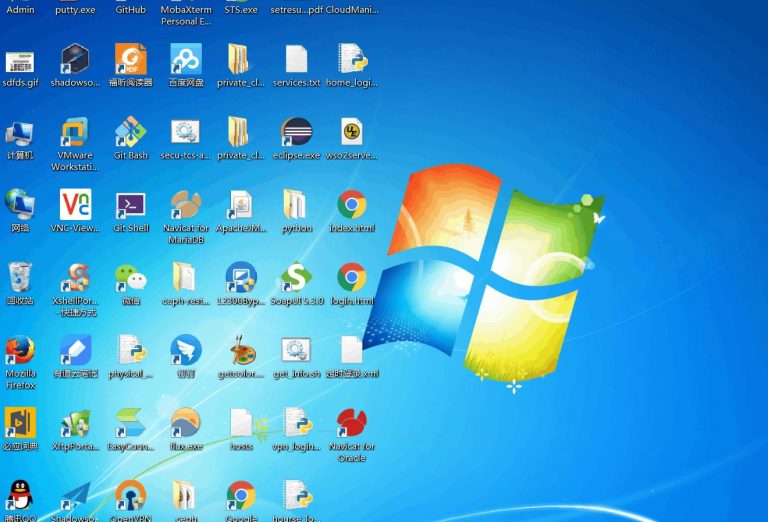 Admin
putty.exe
GitHub
MobaXterm
Personal E...
STS.exe
setresu...pdf
CloudMani...
sdfds.gif
shadowso...
福昕阅读器
百度网盘
private_cl...
services.txt
home_logi...
计算机
VMware
Workstati...
Git Bash
secu-tcs-a...
private_cl...
eclipse.exe
wso2serve...
网络
VNC-View...
Git Shell
Navicat for
MariaDB
ApacheJM...
python
index.html
回收站
XshellPor...
- 快捷方式
微信
ceph-rest...
12306Byp...
SoapUI 5.3.0
login.html
Mozilla
Firefox
有道云笔记
physical_...
钉钉
getcolor....
get_info.sh
定时登录.xml
必应词典
XftpPorta...
EasyConn...
flux.exe
hosts
vpn_login...
Navicat for
Oracle
腾讯QQ
Shadowso...
OpenVPN
ceph
Google
hourse_lo...